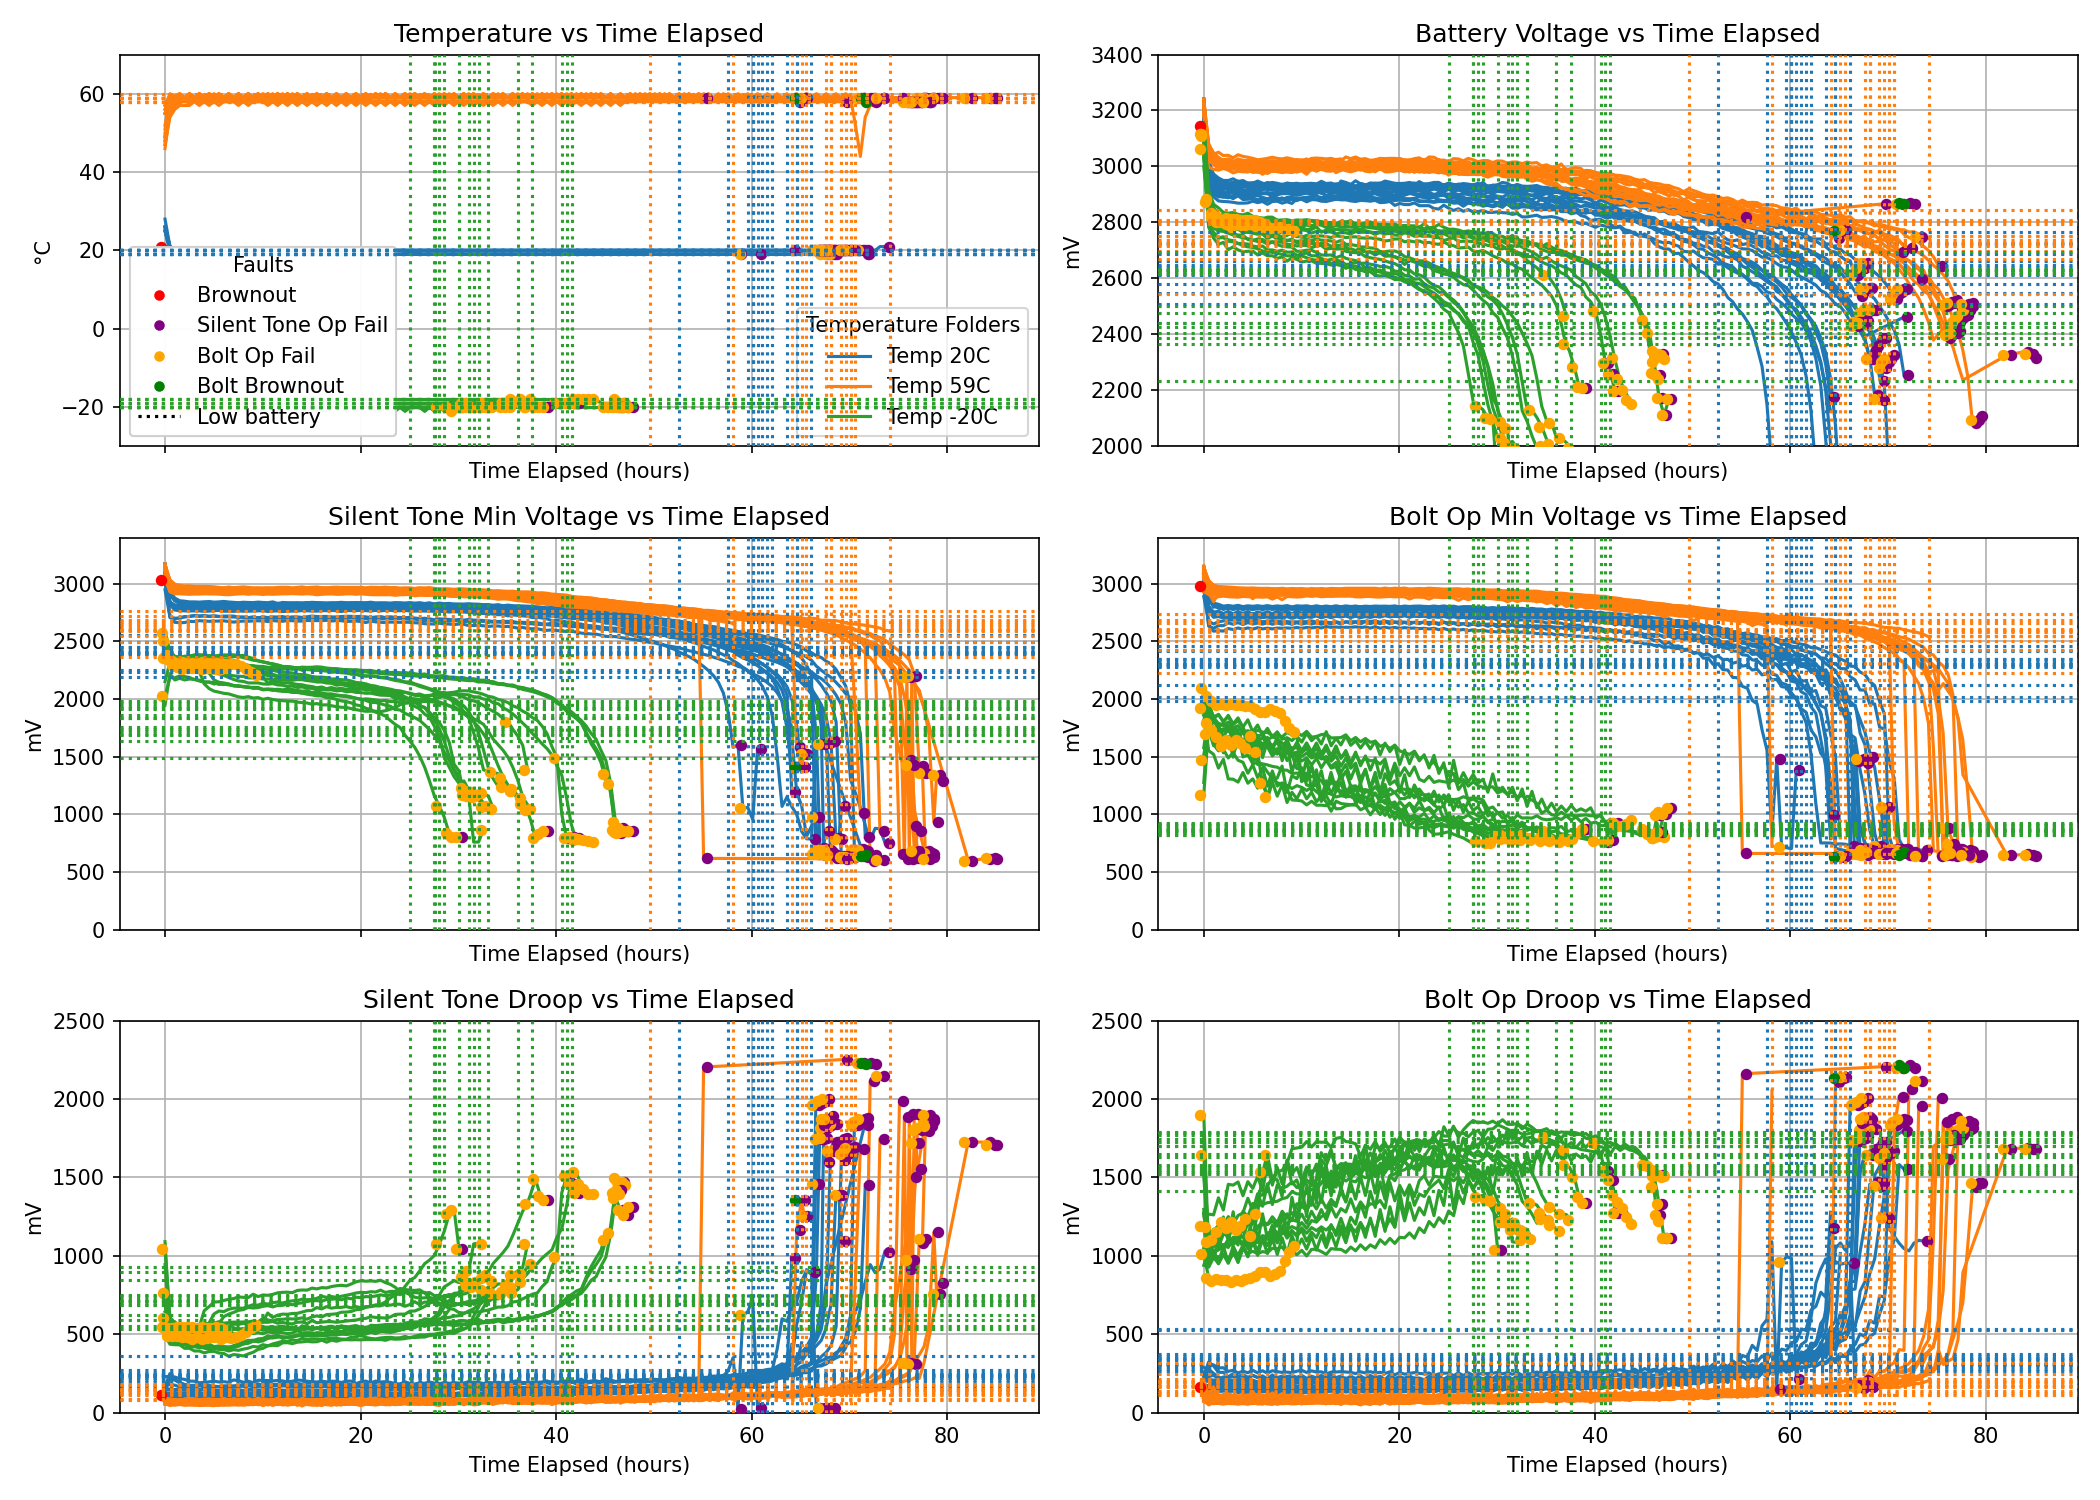 Temperature vs Time Elapsed
60
40
20
0
−20
°C
Faults
Brownout
Silent Tone Op Fail
Bolt Op Fail
Bolt Brownout
Low battery
Temperature Folders
Temp 20C
Temp 59C
Temp -20C
Time Elapsed (hours)
Battery Voltage vs Time Elapsed
3400
3200
3000
2800
2600
2400
2200
2000
mV
Time Elapsed (hours)
Silent Tone Min Voltage vs Time Elapsed
3000
2500
2000
1500
1000
500
0
mV
Time Elapsed (hours)
Bolt Op Min Voltage vs Time Elapsed
3000
2500
2000
1500
1000
500
0
mV
Time Elapsed (hours)
Silent Tone Droop vs Time Elapsed
2500
2000
1500
1000
500
0
mV
0 20 40 60 80
Time Elapsed (hours)
Bolt Op Droop vs Time Elapsed
2500
2000
1500
1000
500
0
mV
0 20 40 60 80
Time Elapsed (hours)